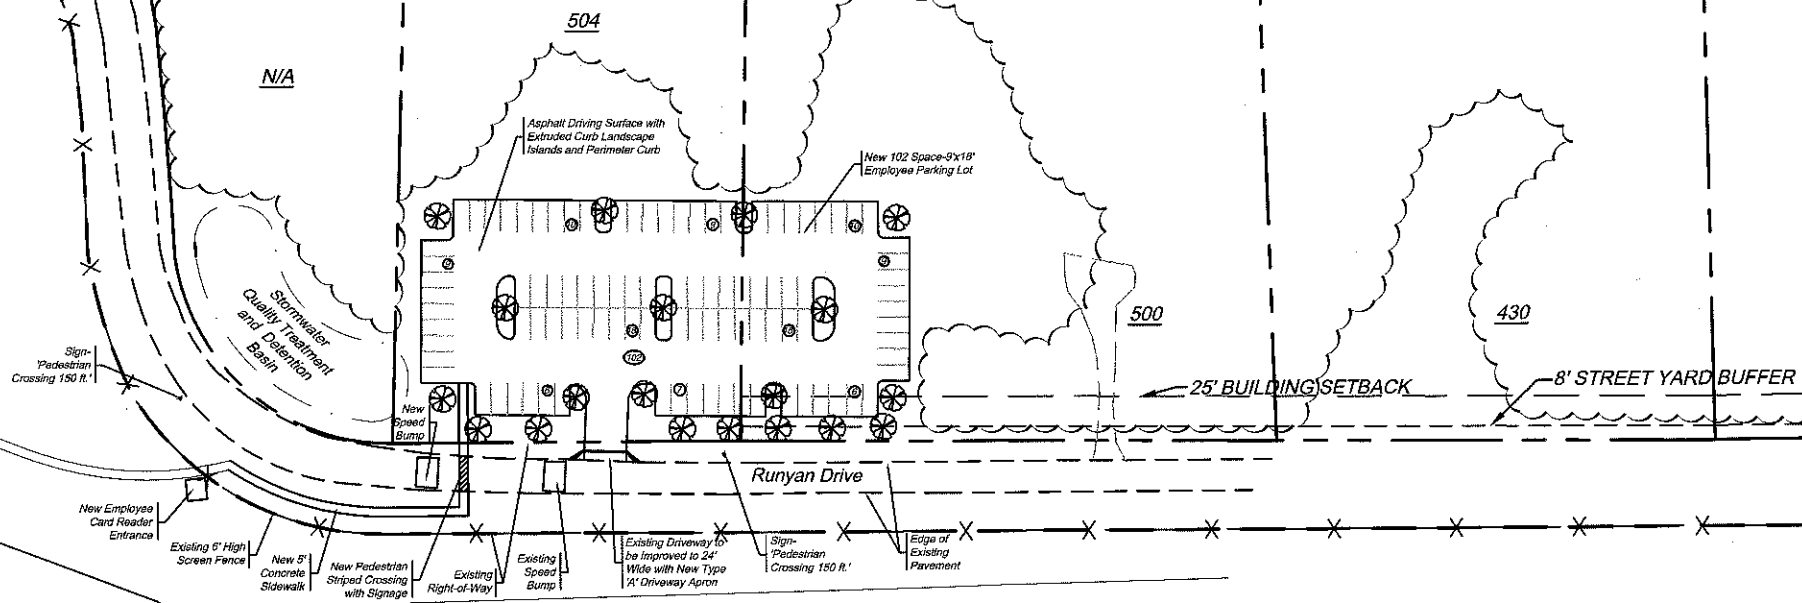 504
N/A
Asphalt Driving Surface with
Extruded Curb Landscape
Islands and Perimeter Curb
New 102 Space-9'x18'
Employee Parking Lot
Stormwater
Quality Treatment
and Detention
Basin
500
430
102
7
Sign-
'Pedestrian
Crossing 150 ft.'
25' BUILDING SETBACK
8' STREET YARD BUFFER
New
Speed
Bump
Runyan Drive
New Employee
Card Reader
Entrance
Existing 6' High
Screen Fence
New 5'
Concrete
Sidewalk
New Pedestrian
Striped Crossing
with Signage
Existing
Right-of-Way
Existing
Speed
Bump
Existing Driveway to
be Improved to 24'
Wide with New Type
'A' Driveway Apron
Sign-
'Pedestrian
Crossing 150 ft.'
Edge of
Existing
Pavement